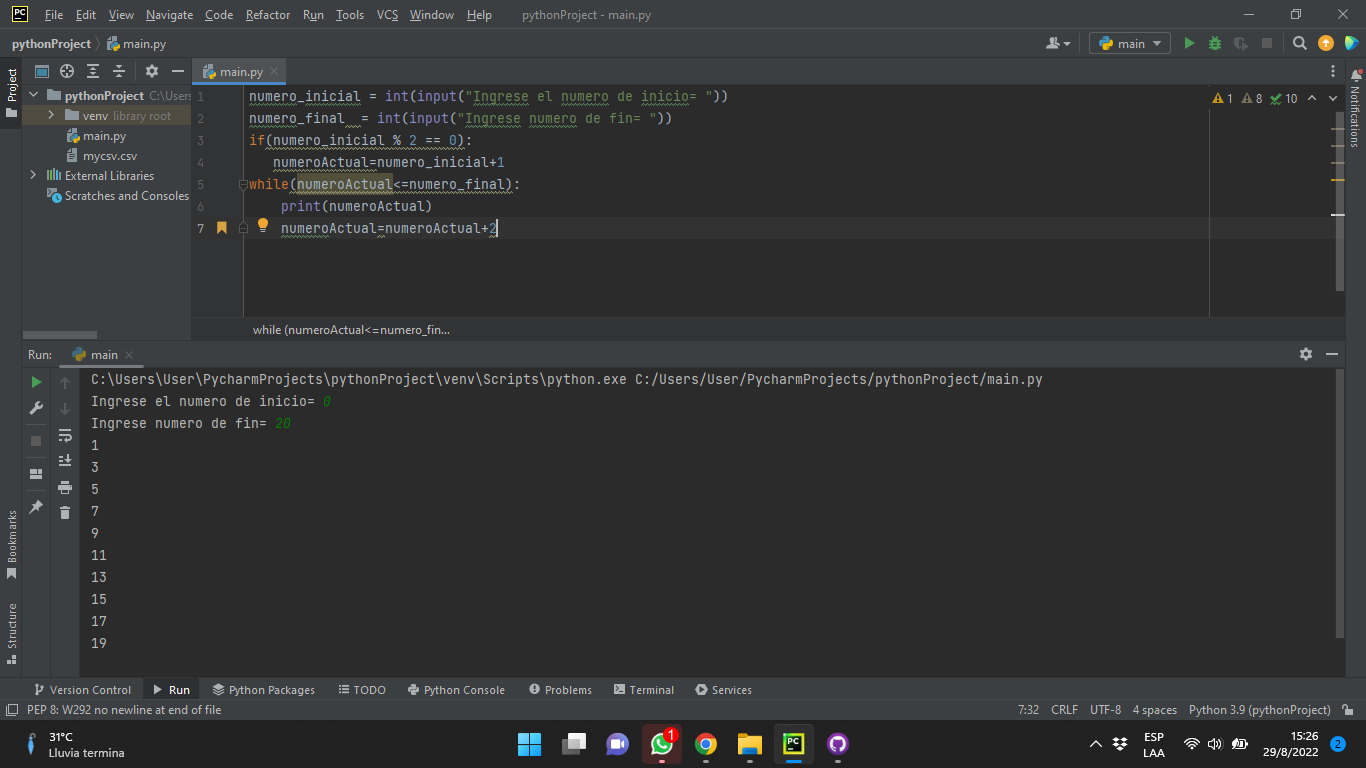 PC File Edit View Navigate Code Refactor Run Tools VCS Window Help pythonProject - main.py
pythonProject main.py main
Project
main.py
pythonProject C:\Users
venv library root
main.py
mycsv.csv
External Libraries
Scratches and Consoles
1 numero_inicial = int(input("Ingrese el numero de inicio= "))
2 numero_final  = int(input("Ingrese numero de fin= "))
3 if(numero_inicial % 2 == 0):
4    numeroActual=numero_inicial+1
5 while(numeroActual<=numero_final):
6     print(numeroActual)
7     numeroActual=numeroActual+2
1 8 10
Notifications
while (numeroActual<=numero_fin...
Run: main
C:\Users\User\PycharmProjects\pythonProject\venv\Scripts\python.exe C:/Users/User/PycharmProjects/pythonProject/main.py
Ingrese el numero de inicio= 0
Ingrese numero de fin= 20
1
3
5
7
9
11
13
15
17
19
Bookmarks
Structure
Version Control Run Python Packages TODO Python Console Problems Terminal Services
PEP 8: W292 no newline at end of file 7:32 CRLF UTF-8 4 spaces Python 3.9 (pythonProject)
31°C
Lluvia termina
1
PC
ESP
LAA
15:26
29/8/2022
2